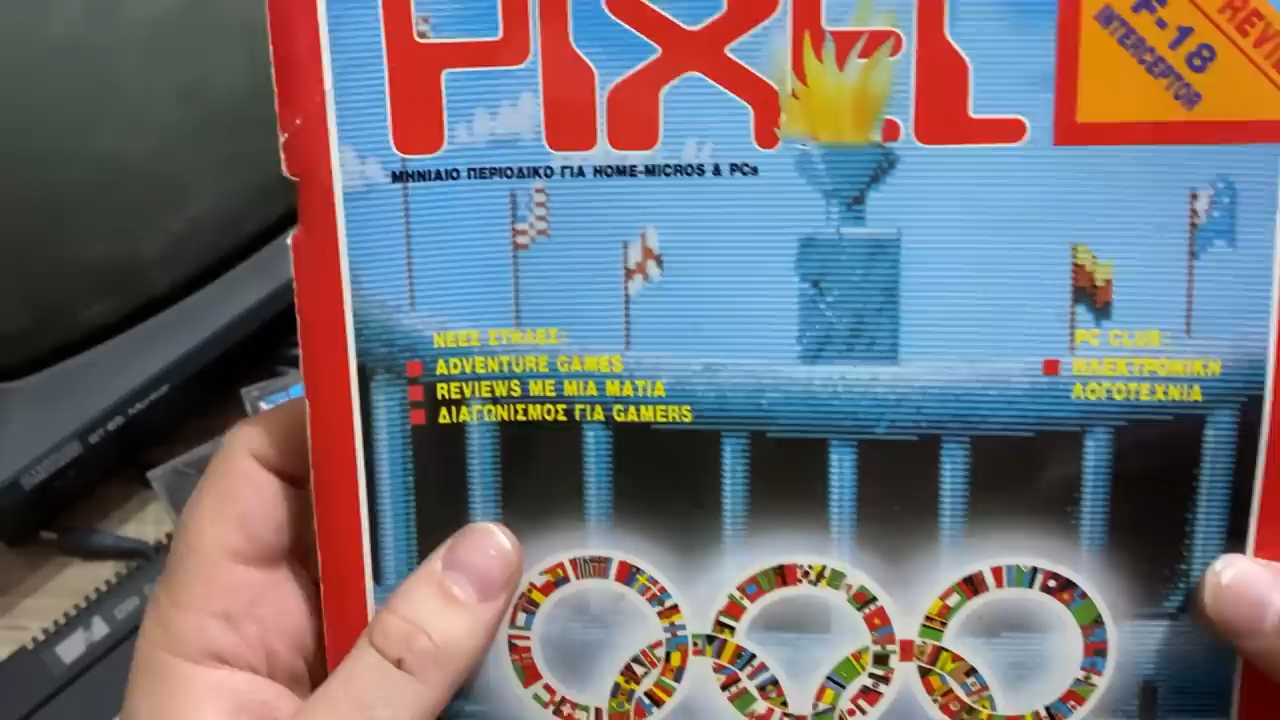 PIXEL
REVIEW
F-18
INTERCEPTOR
ΜΗΝΙΑΙΟ ΠΕΡΙΟΔΙΚΟ ΓΙΑ HOME-MICROS & PCs
ΝΕΕΣ ΣΤΗΛΕΣ:
ADVENTURE GAMES
REVIEWS ΜΕ ΜΙΑ ΜΑΤΙΑ
ΔΙΑΓΩΝΙΣΜΟΣ ΓΙΑ GAMERS
PC CLUB:
ΗΛΕΚΤΡΟΝΙΚΗ
ΛΟΓΟΤΕΧΝΙΑ